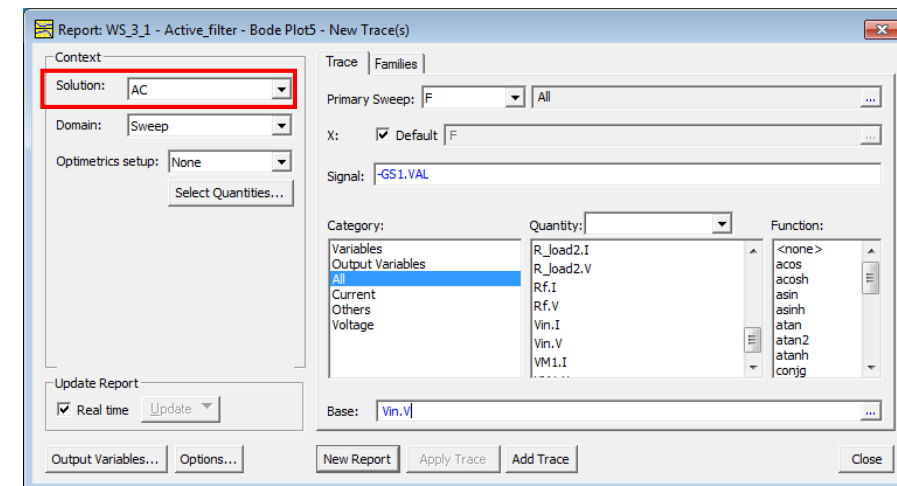 Report: WS_3_1 - Active_filter - Bode Plot5 - New Trace(s)
Context
Solution: AC
Domain: Sweep
Optimetrics setup: None
Select Quantities...
Update Report
Real time Update
Output Variables... Options...
Trace Families
Primary Sweep: F All ...
X: Default F ...
Signal: -GS1.VAL
Category: Quantity: Function:
Variables
Output Variables
All
Current
Others
Voltage
R_load2.I
R_load2.V
Rf.I
Rf.V
Vin.I
Vin.V
VM1.I
<none>
acos
acosh
asin
asinh
atan
atan2
atanh
conjg
Base: Vin.V ...
New Report Apply Trace Add Trace Close